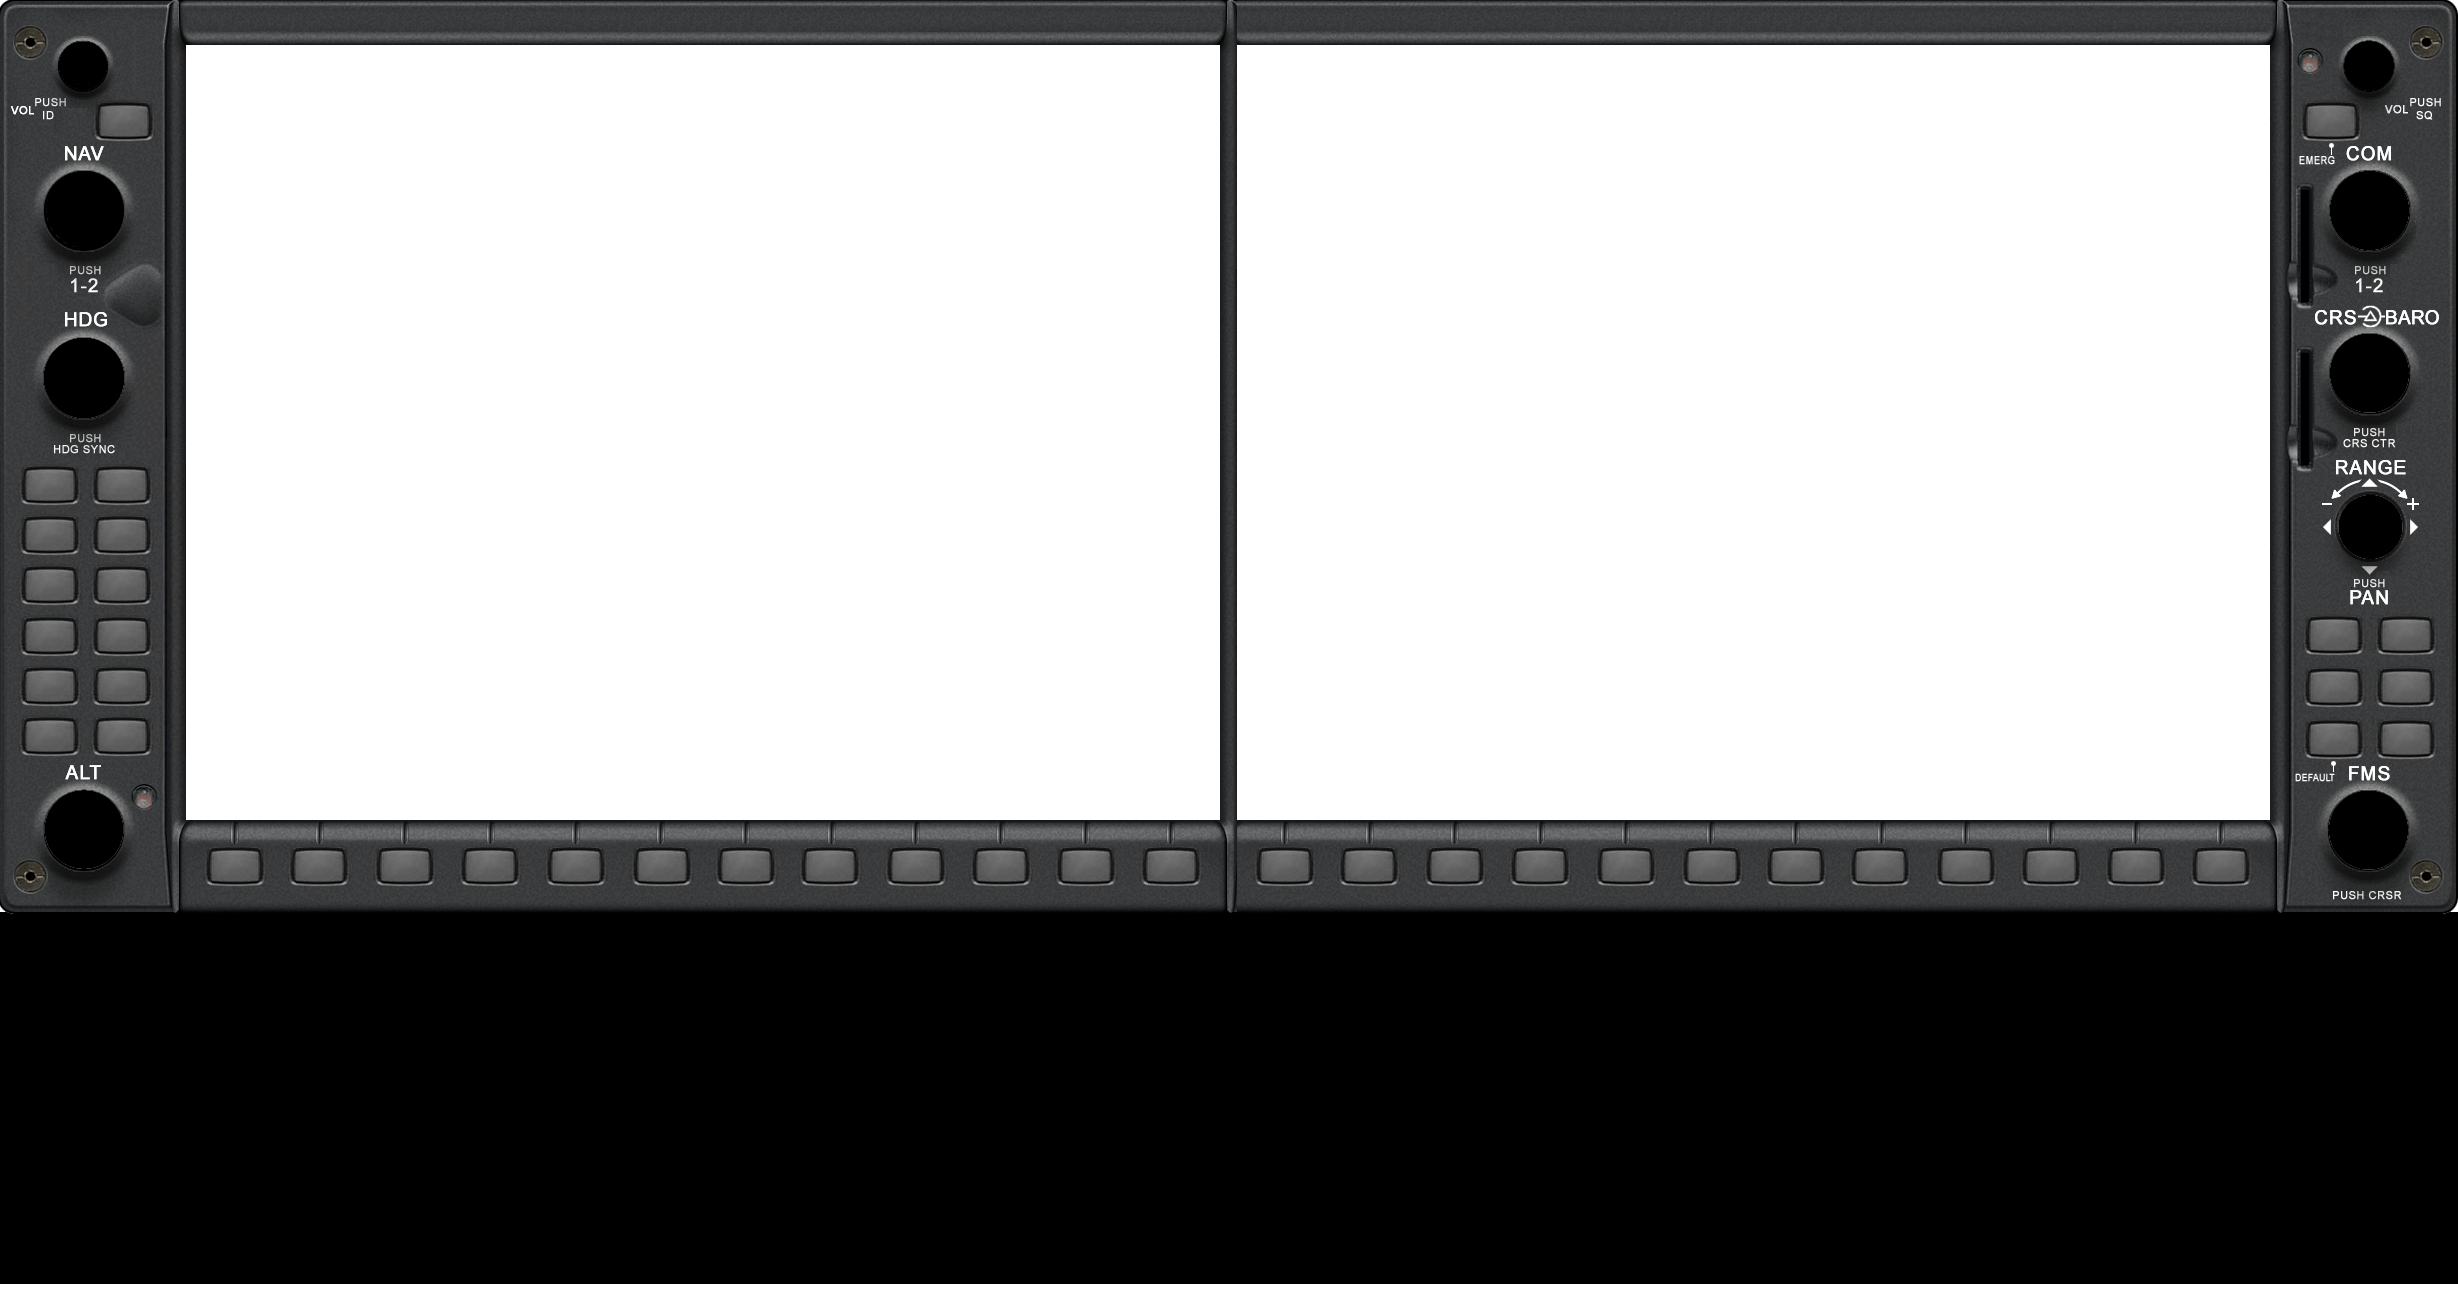 VOL PUSH ID
NAV
PUSH
1-2
HDG
PUSH
HDG SYNC
ALT
VOL PUSH SQ
EMERG COM
PUSH
1-2
CRS BARO
PUSH
CRS CTR
RANGE
− +
PUSH
PAN
DEFAULT FMS
PUSH CRSR